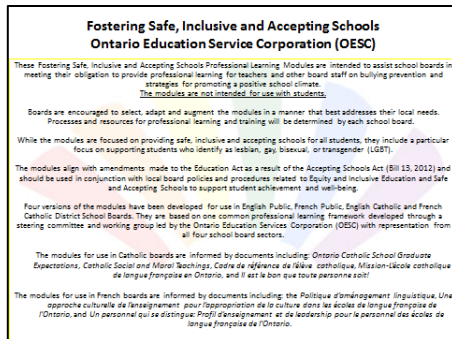 Fostering Safe, Inclusive and Accepting Schools
Ontario Education Service Corporation (OESC)
These Fostering Safe, Inclusive and Accepting Schools Professional Learning Modules are intended to assist school boards in
meeting their obligation to provide professional learning for teachers and other board staff on bullying prevention and
strategies for promoting a positive school climate.
The modules are not intended for use with students.
Boards are encouraged to select, adapt and augment the modules in a manner that best addresses their local needs.
Processes and resources for professional learning and training will be determined by each school board.
While the modules are focused on providing safe, inclusive and accepting schools for all students, they include a particular
focus on supporting students who identify as lesbian, gay, bisexual, or transgender (LGBT).
The modules align with amendments made to the Education Act as a result of the Accepting Schools Act (Bill 13, 2012) and
should be used in conjunction with local board policies and procedures related to Equity and Inclusive Education and Safe
and Accepting Schools to support student achievement and well-being.
Four versions of the modules have been developed for use in English Public, French Public, English Catholic and French
Catholic District School Boards. They are based on one common professional learning framework developed through a
steering committee and working group led by the Ontario Education Services Corporation (OESC) with representation from
all four school board sectors.
The modules for use in Catholic boards are informed by documents including: Ontario Catholic School Graduate
Expectations, Catholic Social and Moral Teachings, Cadre de référence de l'élève catholique, Mission-L'école catholique
de langue française en Ontario, and Il est le bon que toute personne soit!
The modules for use in French boards are informed by documents including: the Politique d'aménagement linguistique, Une
approche culturelle de l'enseignement pour l'appropriation de la culture dans les écoles de langue française de
l'Ontario, and Un personnel qui se distingue: Profil d'enseignement et de leadership pour le personnel des écoles de
langue française de l'Ontario.